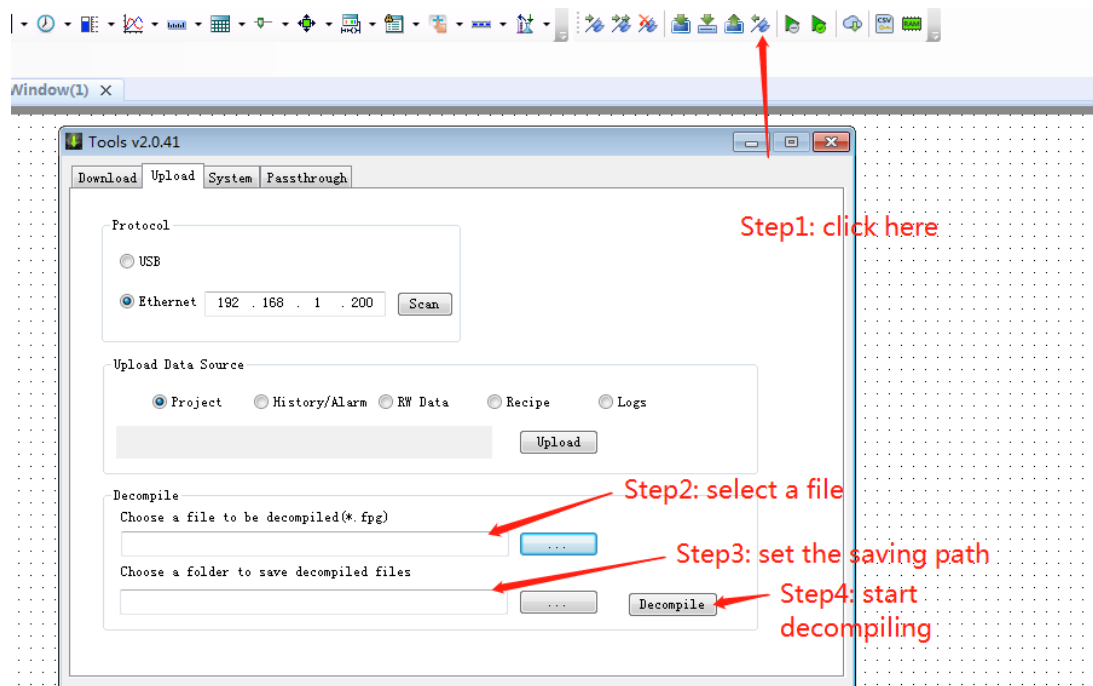 CSV
RAM
Window(1) X
Tools v2.0.41
Download Upload System Passthrough
Step1: click here
Protocol
USB
Ethernet 192 . 168 . 1 . 200 Scan
Upload Data Source
Project History/Alarm RW Data Recipe Logs
Upload
Decompile
Step2: select a file
Choose a file to be decompiled(*.fpg)
...
Step3: set the saving path
Choose a folder to save decompiled files
... Decompile
Step4: start
decompiling